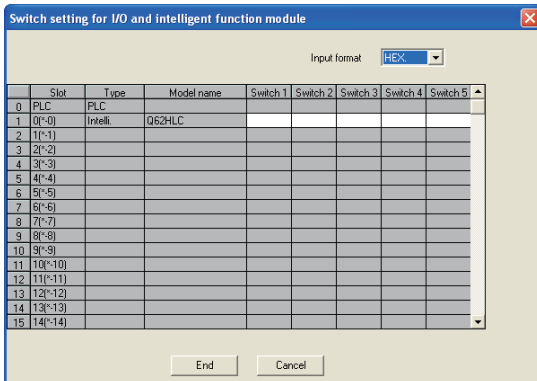 Switch setting for I/O and intelligent function module
Input format HEX.
Slot Type Model name Switch 1 Switch 2 Switch 3 Switch 4 Switch 5
0 PLC PLC
1 0(*-0) Intelli. Q62HLC
2 1(*-1)
3 2(*-2)
4 3(*-3)
5 4(*-4)
6 5(*-5)
7 6(*-6)
8 7(*-7)
9 8(*-8)
10 9(*-9)
11 10(*-10)
12 11(*-11)
13 12(*-12)
14 13(*-13)
15 14(*-14)
End Cancel